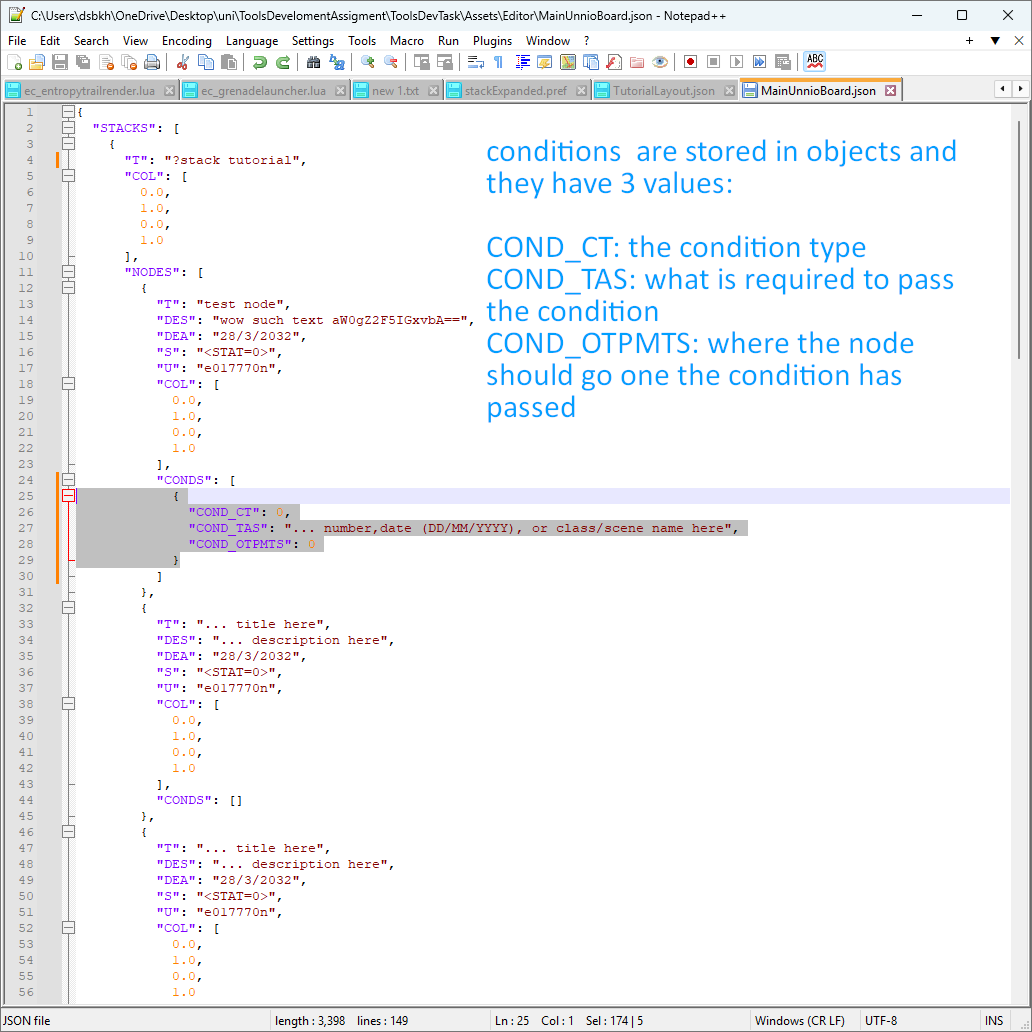 C:\Users\dsbkh\OneDrive\Desktop\uni\ToolsDevelomentAssigment\ToolsDevTask\Assets\Editor\MainUnnioBoard.json - Notepad++
File Edit Search View Encoding Language Settings Tools Macro Run Plugins Window ?
ec_entropytrailrender.lua ec_grenadelauncher.lua new 1.txt stackExpanded.pref TutorialLayout.json MainUnnioBoard.json
1 {
2 "STACKS": [
3 {
4 "T": "?stack tutorial",
5 "COL": [
6 0.0,
7 1.0,
8 0.0,
9 1.0
10 ],
11 "NODES": [
12 {
13 "T": "test node",
14 "DES": "wow such text aW0gZ2F5IGxvbA==",
15 "DEA": "28/3/2032",
16 "S": "<STAT=0>",
17 "U": "e017770n",
18 "COL": [
19 0.0,
20 1.0,
21 0.0,
22 1.0
23 ],
24 "CONDS": [
25 {
26 "COND_CT": 0,
27 "COND_TAS": "... number,date (DD/MM/YYYY), or class/scene name here",
28 "COND_OTPMTS": 0
29 }
30 ]
31 },
32 {
33 "T": "... title here",
34 "DES": "... description here",
35 "DEA": "28/3/2032",
36 "S": "<STAT=0>",
37 "U": "e017770n",
38 "COL": [
39 0.0,
40 1.0,
41 0.0,
42 1.0
43 ],
44 "CONDS": []
45 },
46 {
47 "T": "... title here",
48 "DES": "... description here",
49 "DEA": "28/3/2032",
50 "S": "<STAT=0>",
51 "U": "e017770n",
52 "COL": [
53 0.0,
54 1.0,
55 0.0,
56 1.0
conditions are stored in objects and
they have 3 values:
COND_CT: the condition type
COND_TAS: what is required to pass
the condition
COND_OTPMTS: where the node
should go one the condition has
passed
JSON file length : 3,398 lines : 149 Ln : 25 Col : 1 Sel : 174 | 5 Windows (CR LF) UTF-8 INS